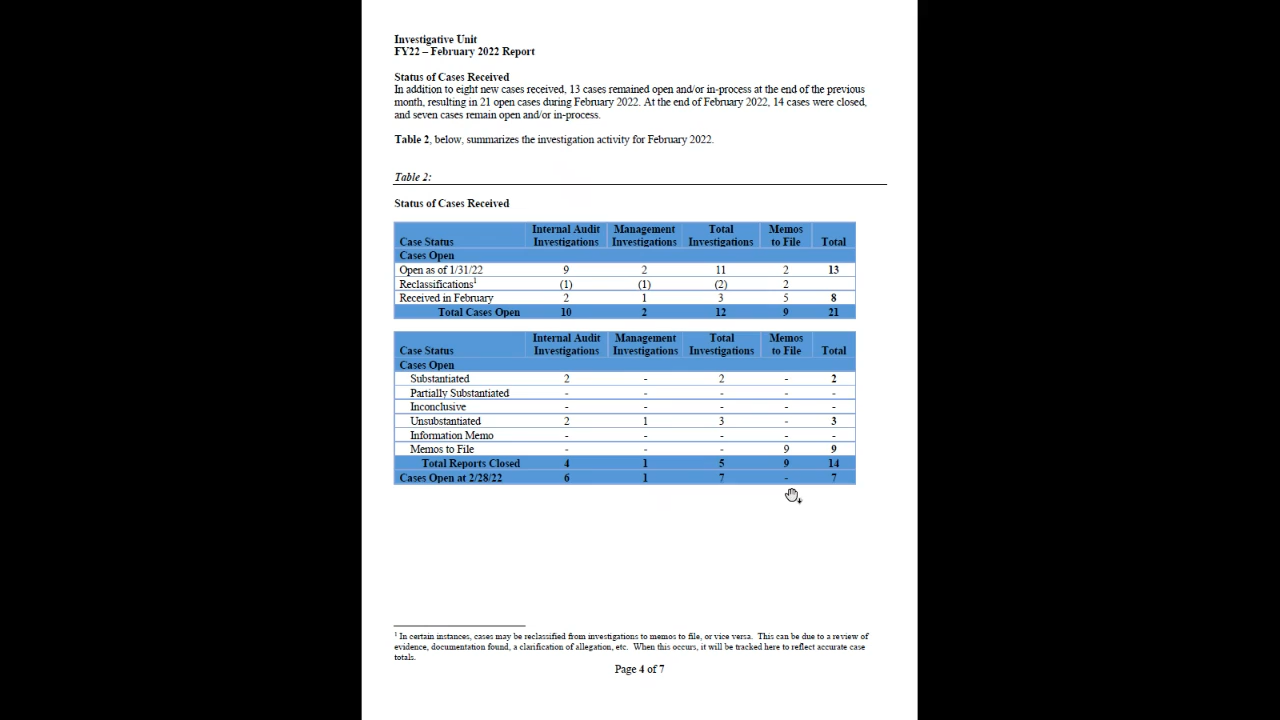 Investigative Unit
FY22 – February 2022 Report
Status of Cases Received
In addition to eight new cases received, 13 cases remained open and/or in-process at the end of the previous
month, resulting in 21 open cases during February 2022. At the end of February 2022, 14 cases were closed,
and seven cases remain open and/or in-process.
Table 2, below, summarizes the investigation activity for February 2022.
Table 2:
Status of Cases Received
Internal Audit Management Total Memos
Case Status Investigations Investigations Investigations to File Total
Cases Open
Open as of 1/31/22 9 2 11 2 13
Reclassifications1 (1) (1) (2) 2
Received in February 2 1 3 5 8
Total Cases Open 10 2 12 9 21
Internal Audit Management Total Memos
Case Status Investigations Investigations Investigations to File Total
Cases Open
Substantiated 2 - 2 - 2
Partially Substantiated - - - - -
Inconclusive - - - - -
Unsubstantiated 2 1 3 - 3
Information Memo - - - - -
Memos to File - - - 9 9
Total Reports Closed 4 1 5 9 14
Cases Open at 2/28/22 6 1 7 - 7
1 In certain instances, cases may be reclassified from investigations to memos to file, or vice versa. This can be due to a review of
evidence, documentation found, a clarification of allegation, etc. When this occurs, it will be tracked here to reflect accurate case
totals.
Page 4 of 7